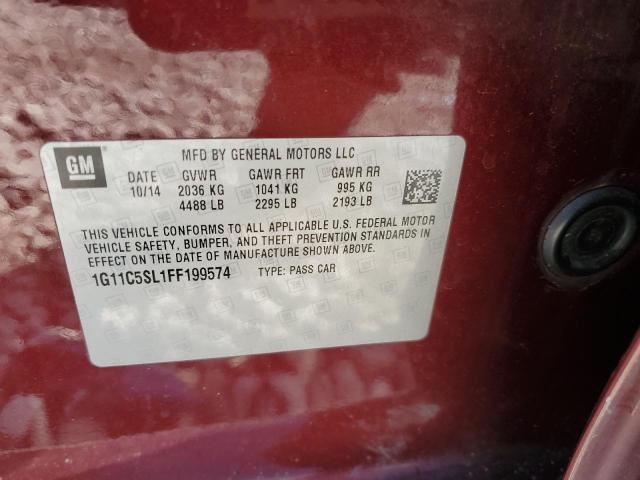 GM
MFD BY GENERAL MOTORS LLC
DATE GVWR GAWR FRT GAWR RR
10/14 2036 KG 1041 KG 995 KG
4488 LB 2295 LB 2193 LB
THIS VEHICLE CONFORMS TO ALL APPLICABLE U.S. FEDERAL MOTOR
VEHICLE SAFETY, BUMPER, AND THEFT PREVENTION STANDARDS IN
EFFECT ON THE DATE OF MANUFACTURE SHOWN ABOVE.
1G11C5SL1FF199574 TYPE: PASS CAR